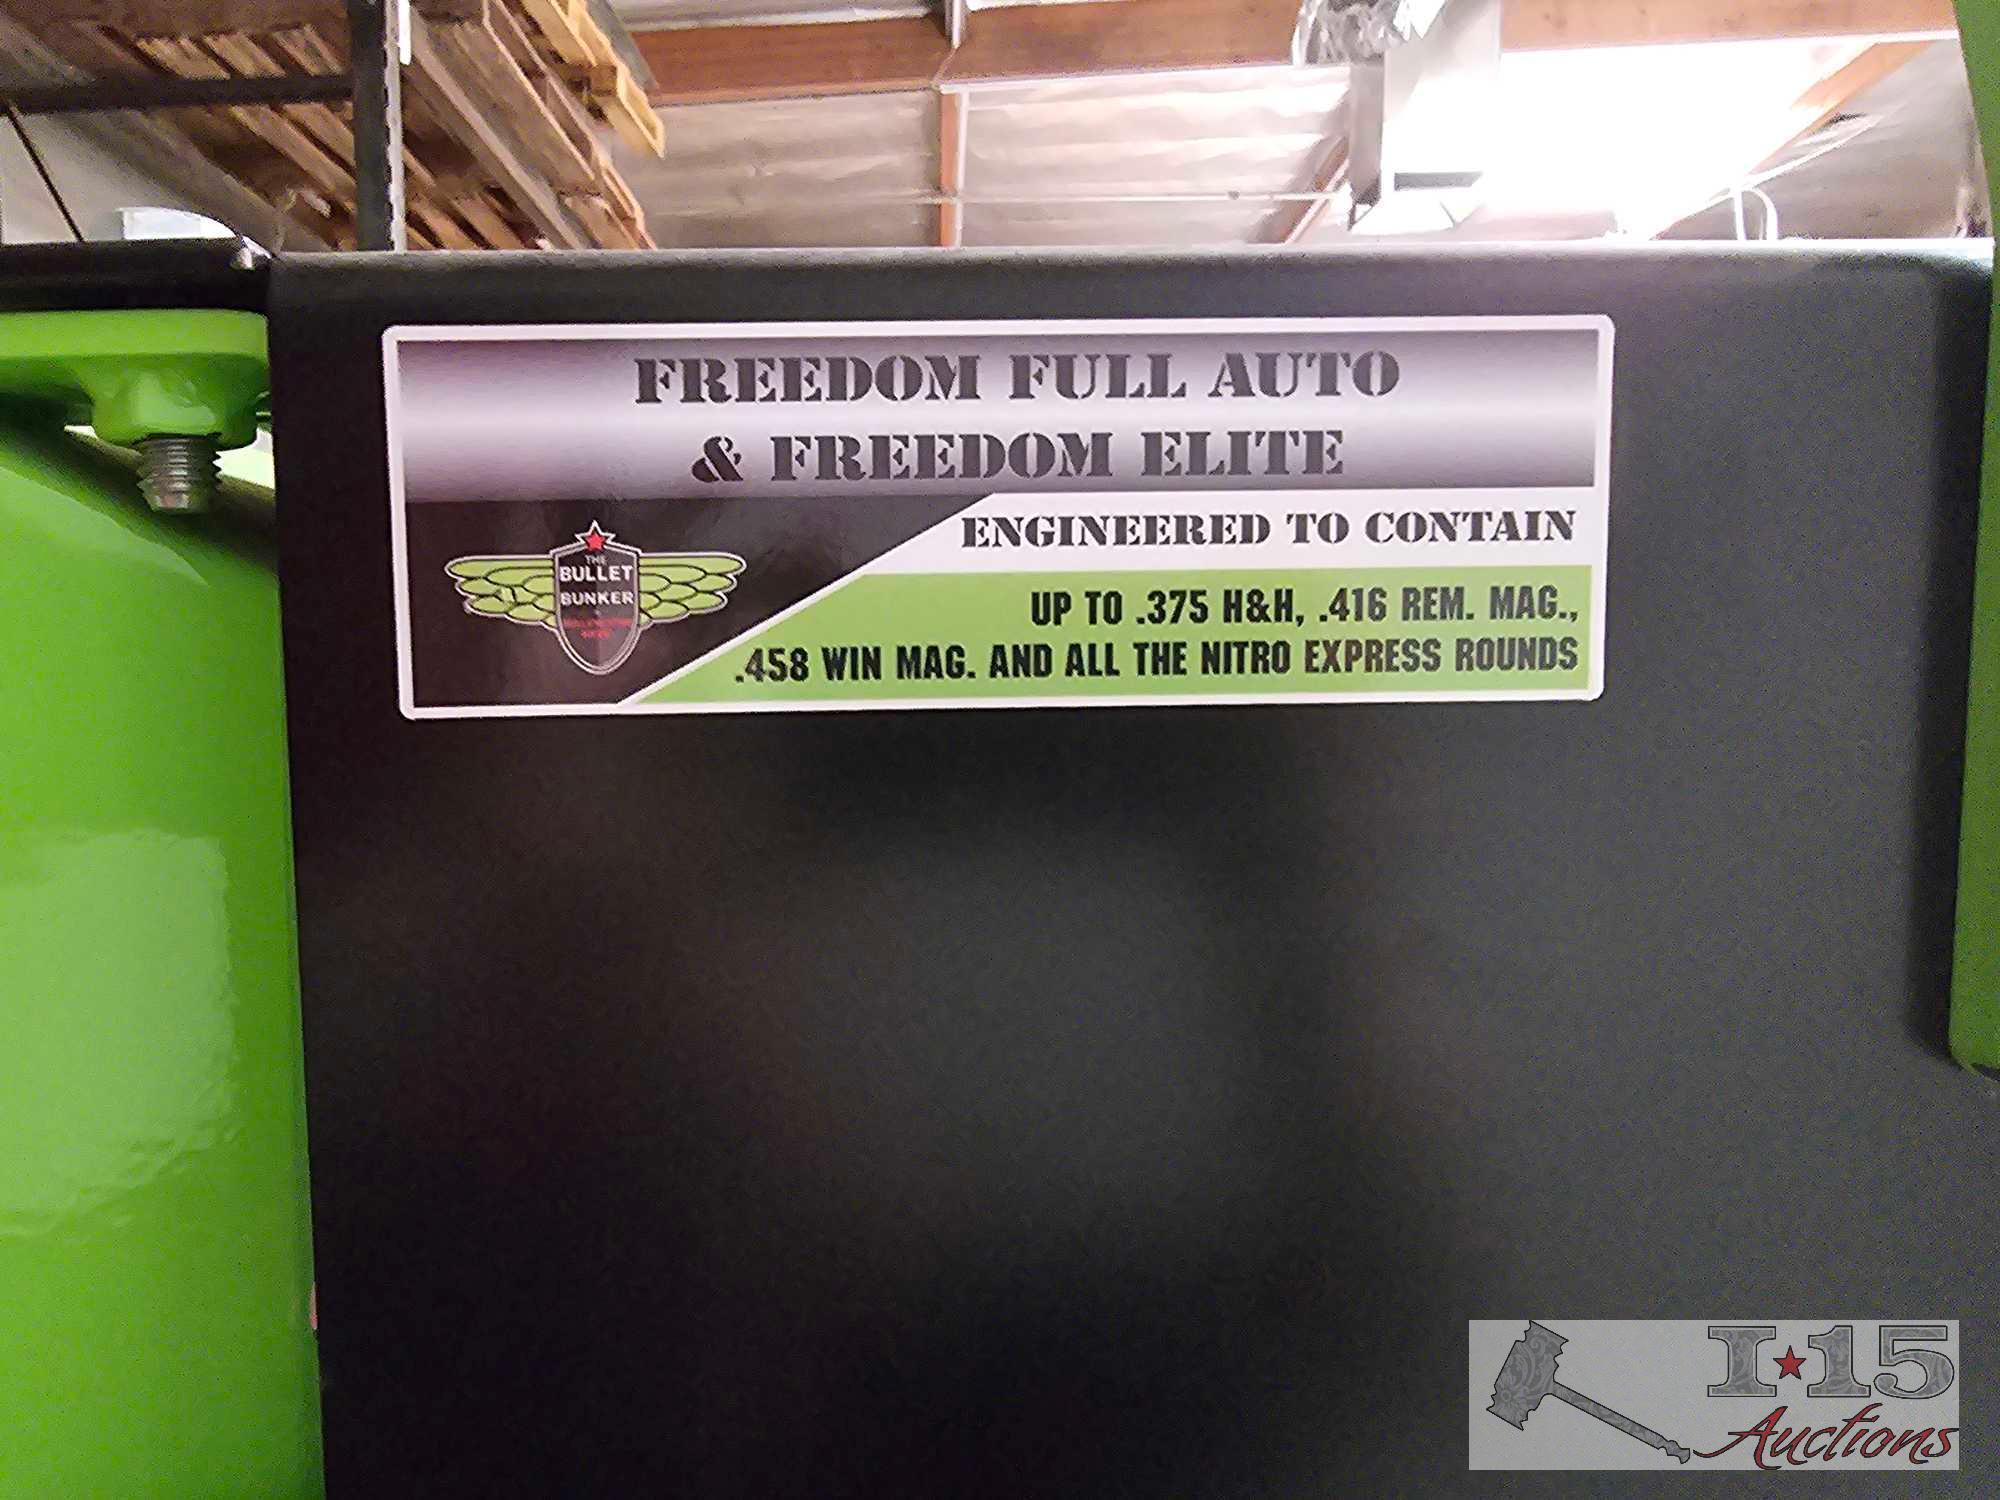 FREEDOM FULL AUTO
& FREEDOM ELITE
ENGINEERED TO CONTAIN
THE
BULLET
BUNKER
UP TO .375 H&H, .416 REM. MAG.,
.458 WIN MAG. AND ALL THE NITRO EXPRESS ROUNDS
I★15
Auctions